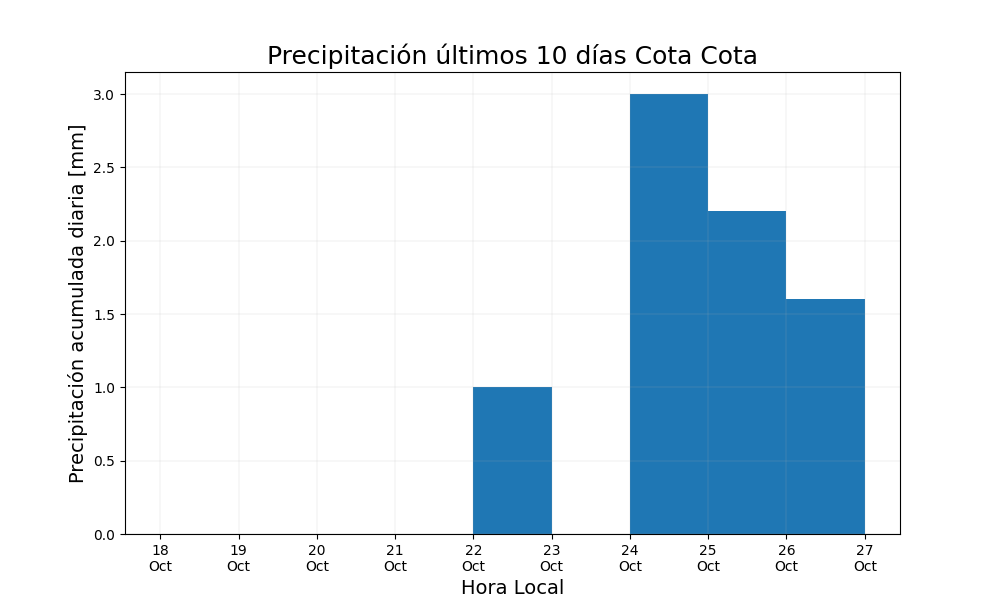 Precipitación últimos 10 días Cota Cota
Precipitación acumulada diaria [mm]
3.0
2.5
2.0
1.5
1.0
0.5
0.0
18 19 20 21 22 23 24 25 26 27
Oct Oct Oct Oct Oct Oct Oct Oct Oct Oct
Hora Local